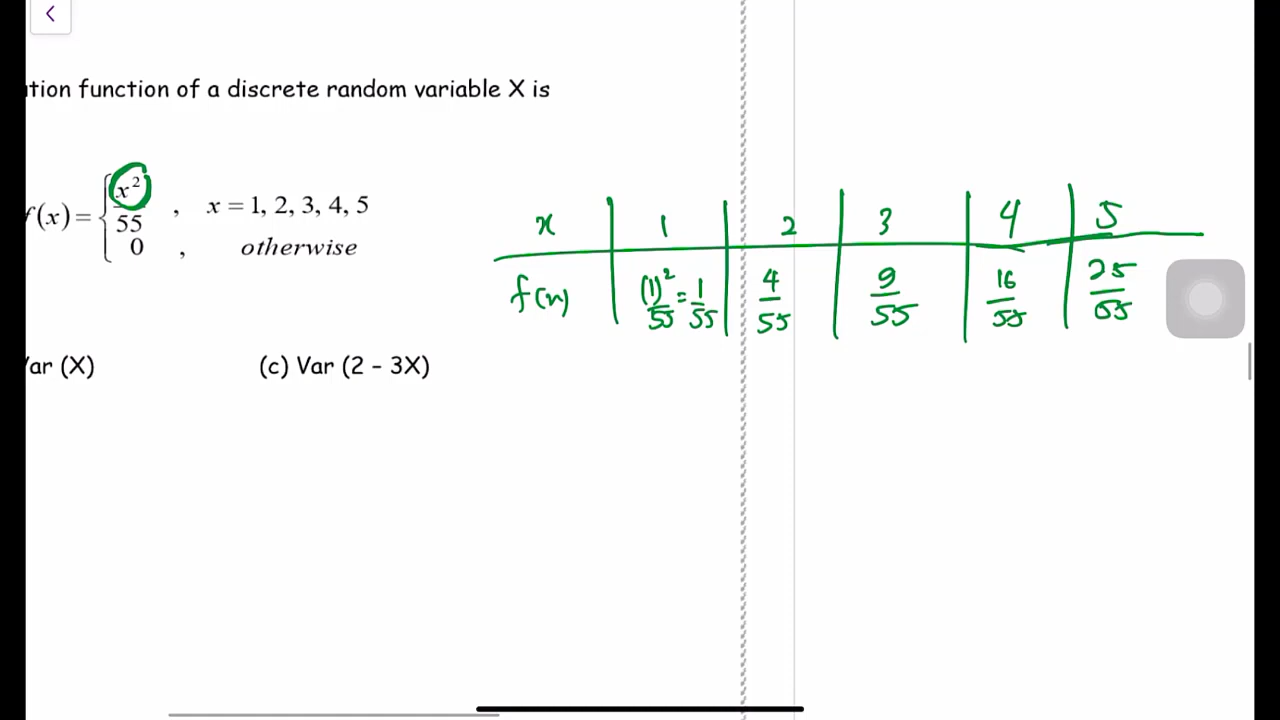 tion function of a discrete random variable X is
f(x) = { x²/55 , x = 1, 2, 3, 4, 5
0 , otherwise
x 1 2 3 4 5
f(x) (1)²/55 = 1/55 4/55 9/55 16/55 25/55
ar (X) (c) Var (2 - 3X)